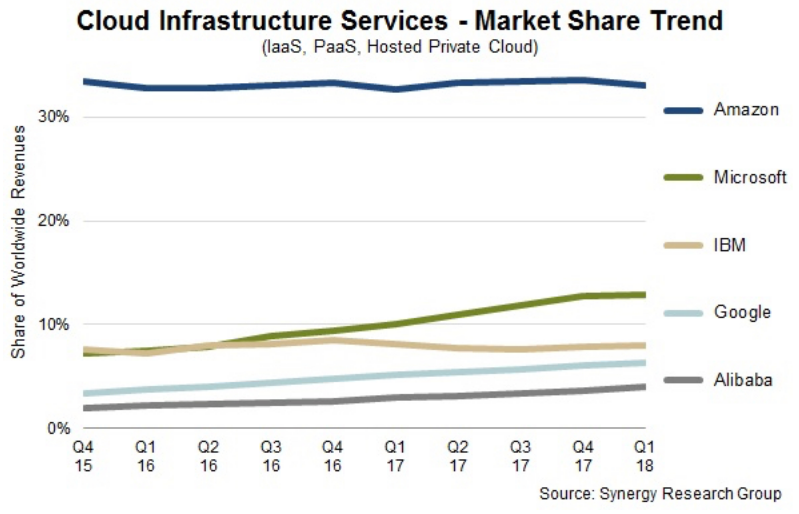 Cloud Infrastructure Services - Market Share Trend
(IaaS, PaaS, Hosted Private Cloud)
Share of Worldwide Revenues
30%
20%
10%
0%
Q4 Q1 Q2 Q3 Q4 Q1 Q2 Q3 Q4 Q1
15 16 16 16 16 17 17 17 17 18
Amazon
Microsoft
IBM
Google
Alibaba
Source: Synergy Research Group